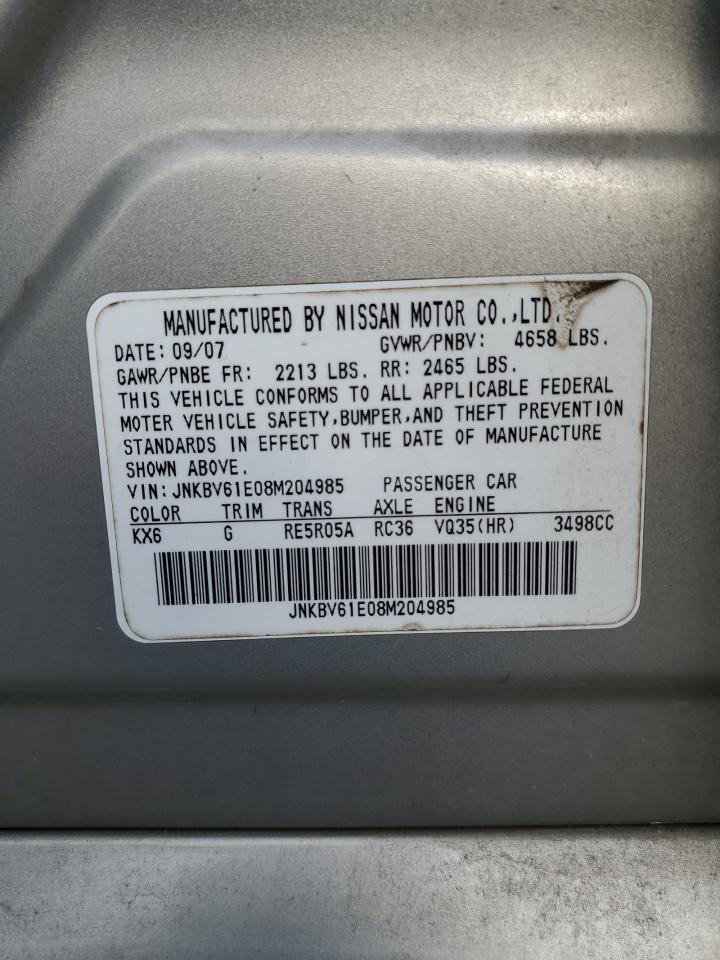 MANUFACTURED BY NISSAN MOTOR CO.,LTD.
DATE: 09/07 GVWR/PNBV: 4658 LBS.
GAWR/PNBE FR: 2213 LBS. RR: 2465 LBS.
THIS VEHICLE CONFORMS TO ALL APPLICABLE FEDERAL
MOTER VEHICLE SAFETY,BUMPER,AND THEFT PREVENTION
STANDARDS IN EFFECT ON THE DATE OF MANUFACTURE
SHOWN ABOVE.
VIN: JNKBV61E08M204985 PASSENGER CAR
COLOR TRIM TRANS AXLE ENGINE
KX6 G RE5R05A RC36 VQ35(HR) 3498CC
JNKBV61E08M204985